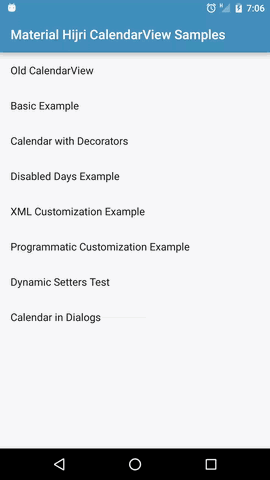 7:06
Material Hijri CalendarView Samples
Old CalendarView
Basic Example
Calendar with Decorators
Disabled Days Example
XML Customization Example
Programmatic Customization Example
Dynamic Setters Test
Calendar in Dialogs